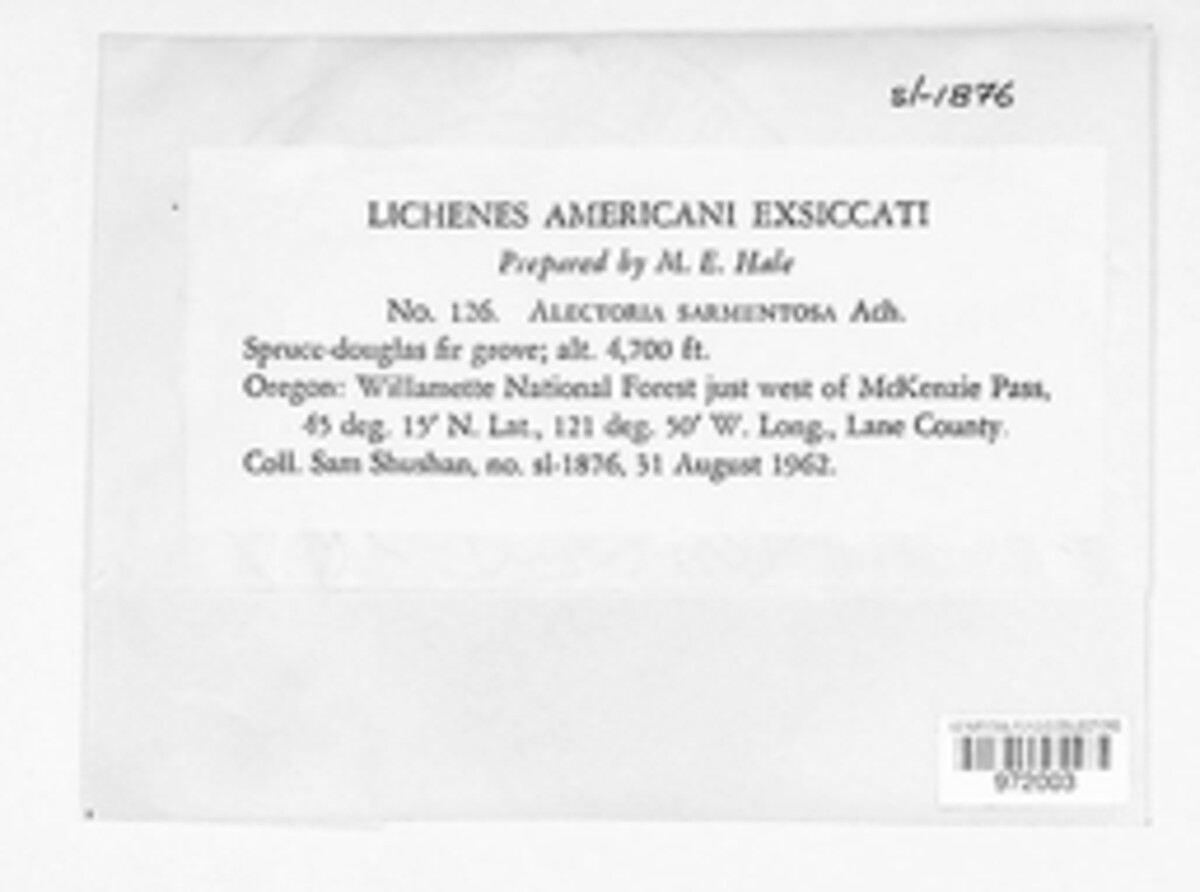 sl-1876
LICHENES AMERICANI EXSICCATI
Prepared by M. E. Hale
No. 126. ALECTORIA SARMENTOSA Ach.
Spruce-douglas fir grove; alt. 4,700 ft.
Oregon: Willamette National Forest just west of McKenzie Pass,
45 deg. 15' N. Lat., 121 deg. 50' W. Long., Lane County.
Coll. Sam Shushan, no. sl-1876, 31 August 1962.
972003